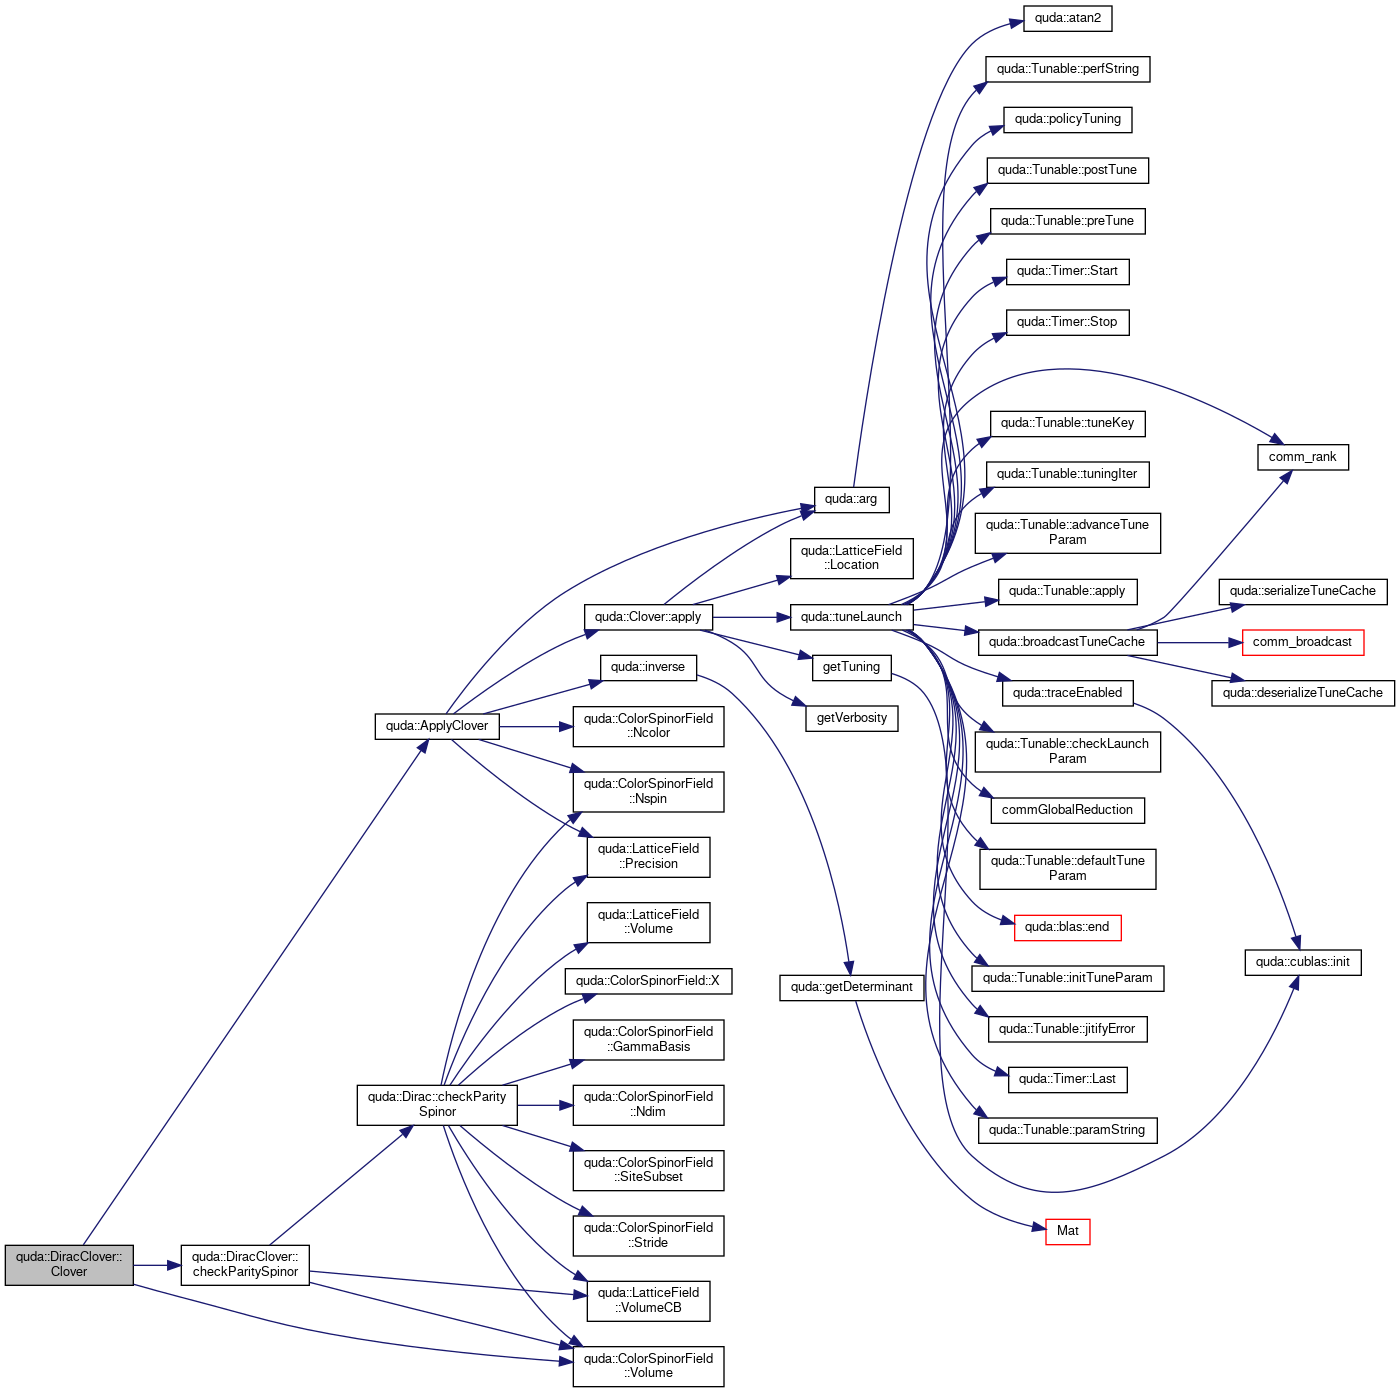 quda::DiracClover::
Clover
quda::DiracClover::
checkParitySpinor
quda::ApplyClover
quda::Dirac::checkParity
Spinor
quda::Clover::apply
quda::inverse
quda::ColorSpinorField
::Ncolor
quda::ColorSpinorField
::Nspin
quda::LatticeField
::Precision
quda::LatticeField
::Volume
quda::ColorSpinorField::X
quda::ColorSpinorField
::GammaBasis
quda::ColorSpinorField
::Ndim
quda::ColorSpinorField
::SiteSubset
quda::ColorSpinorField
::Stride
quda::LatticeField
::VolumeCB
quda::ColorSpinorField
::Volume
quda::arg
quda::LatticeField
::Location
quda::tuneLaunch
getTuning
getVerbosity
quda::getDeterminant
quda::atan2
quda::Tunable::perfString
quda::policyTuning
quda::Tunable::postTune
quda::Tunable::preTune
quda::Timer::Start
quda::Timer::Stop
quda::Tunable::tuneKey
quda::Tunable::tuningIter
quda::Tunable::advanceTune
Param
quda::Tunable::apply
quda::broadcastTuneCache
quda::traceEnabled
quda::Tunable::checkLaunch
Param
commGlobalReduction
quda::Tunable::defaultTune
Param
quda::blas::end
quda::Tunable::initTuneParam
quda::Tunable::jitifyError
quda::Timer::Last
quda::Tunable::paramString
Mat
comm_rank
quda::serializeTuneCache
comm_broadcast
quda::deserializeTuneCache
quda::cublas::init